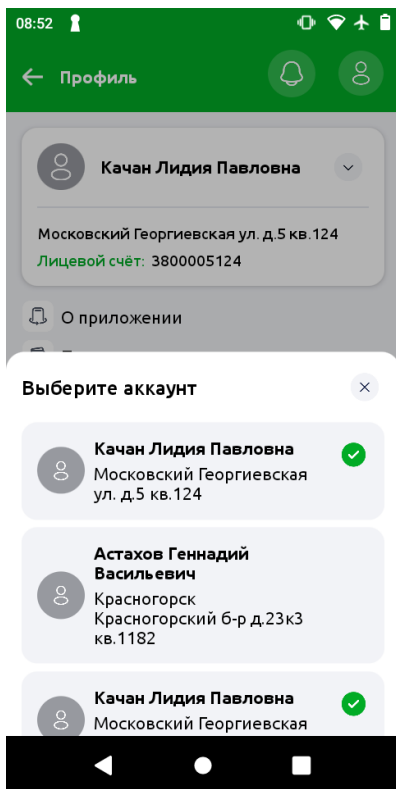 08:52
Профиль
Качан Лидия Павловна
Московский Георгиевская ул. д.5 кв.124
Лицевой счёт: 3800005124
О приложении
Выберите аккаунт
Качан Лидия Павловна
Московский Георгиевская
ул. д.5 кв.124
Астахов Геннадий
Васильевич
Красногорск
Красногорский б-р д.23к3
кв.1182
Качан Лидия Павловна
Московский Георгиевская